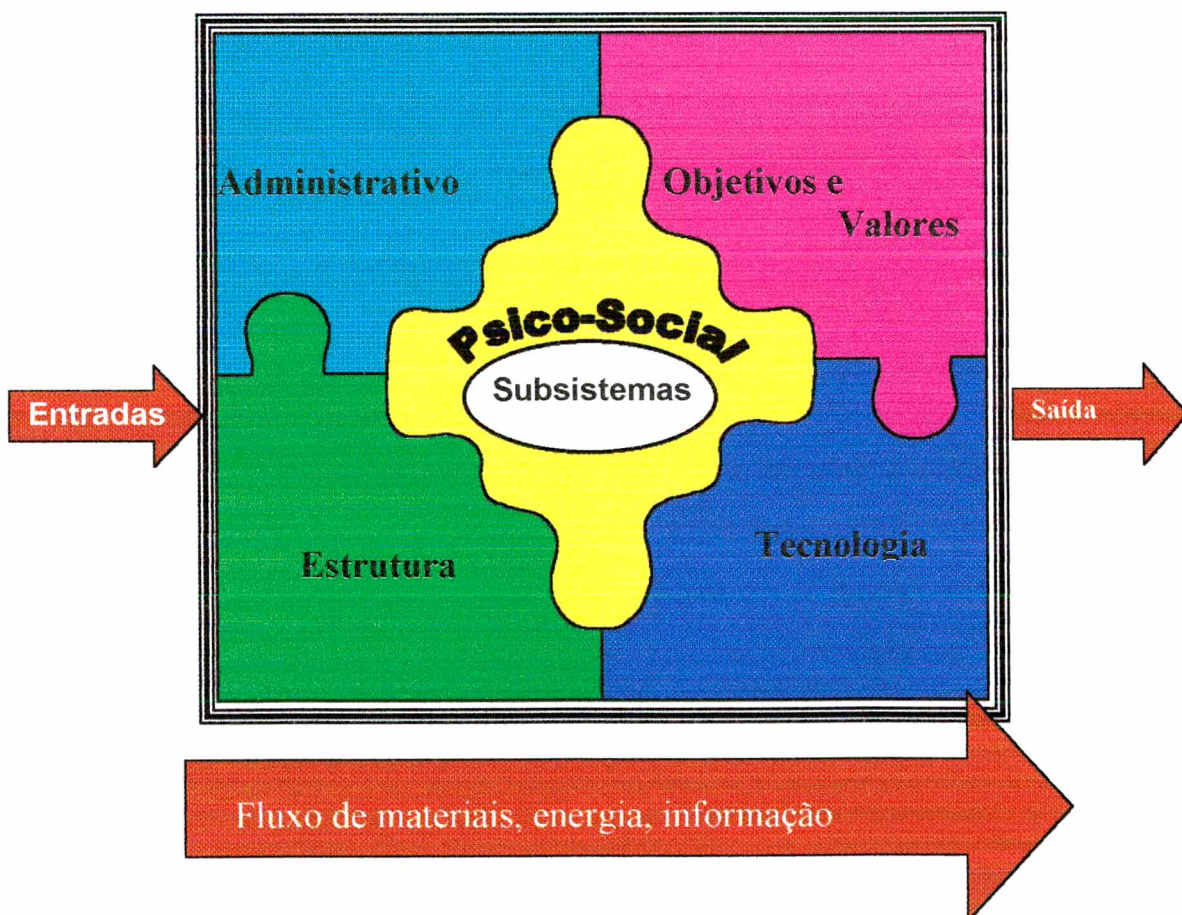 Administrativo
Objetivos e
Valores
Psico-Social
Subsistemas
Entradas
Saída
Estrutura
Tecnologia
Fluxo de materiais, energia, informação